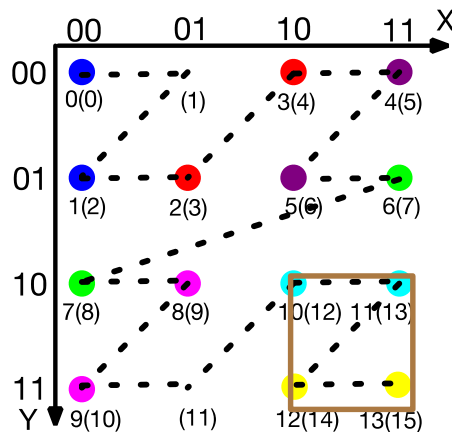 X
00 01 10 11
00
0(0) (1) 3(4) 4(5)
01
1(2) 2(3) 5(6) 6(7)
10
7(8) 8(9) 10(12) 11(13)
11
Y
9(10) (11) 12(14) 13(15)